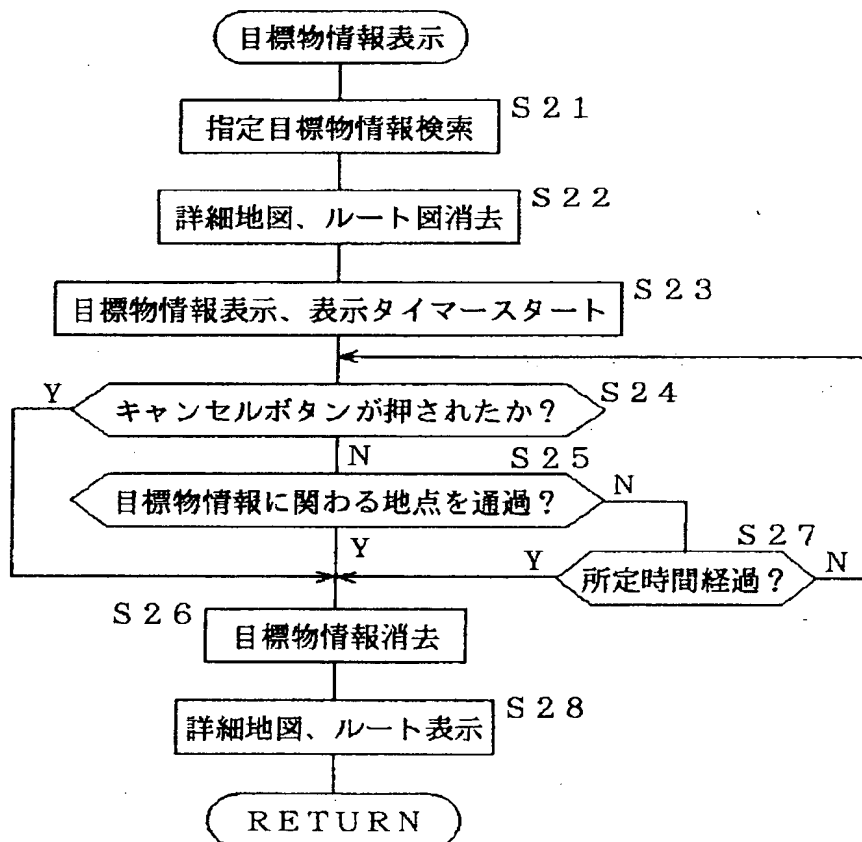 目標物情報表示
S21
指定目標物情報検索
S22
詳細地図、ルート図消去
S23
目標物情報表示、表示タイマースタート
Y
S24
キャンセルボタンが押されたか?
N
S25
目標物情報に関わる地点を通過?
N
Y
S27
Y
所定時間経過?
N
S26
目標物情報消去
S28
詳細地図、ルート表示
RETURN